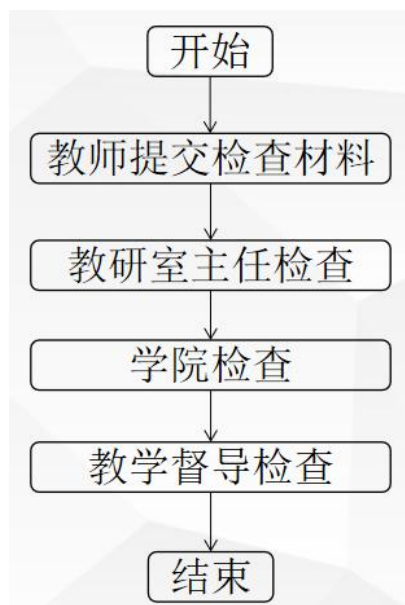 开始
教师提交检查材料
教研室主任检查
学院检查
教学督导检查
结束